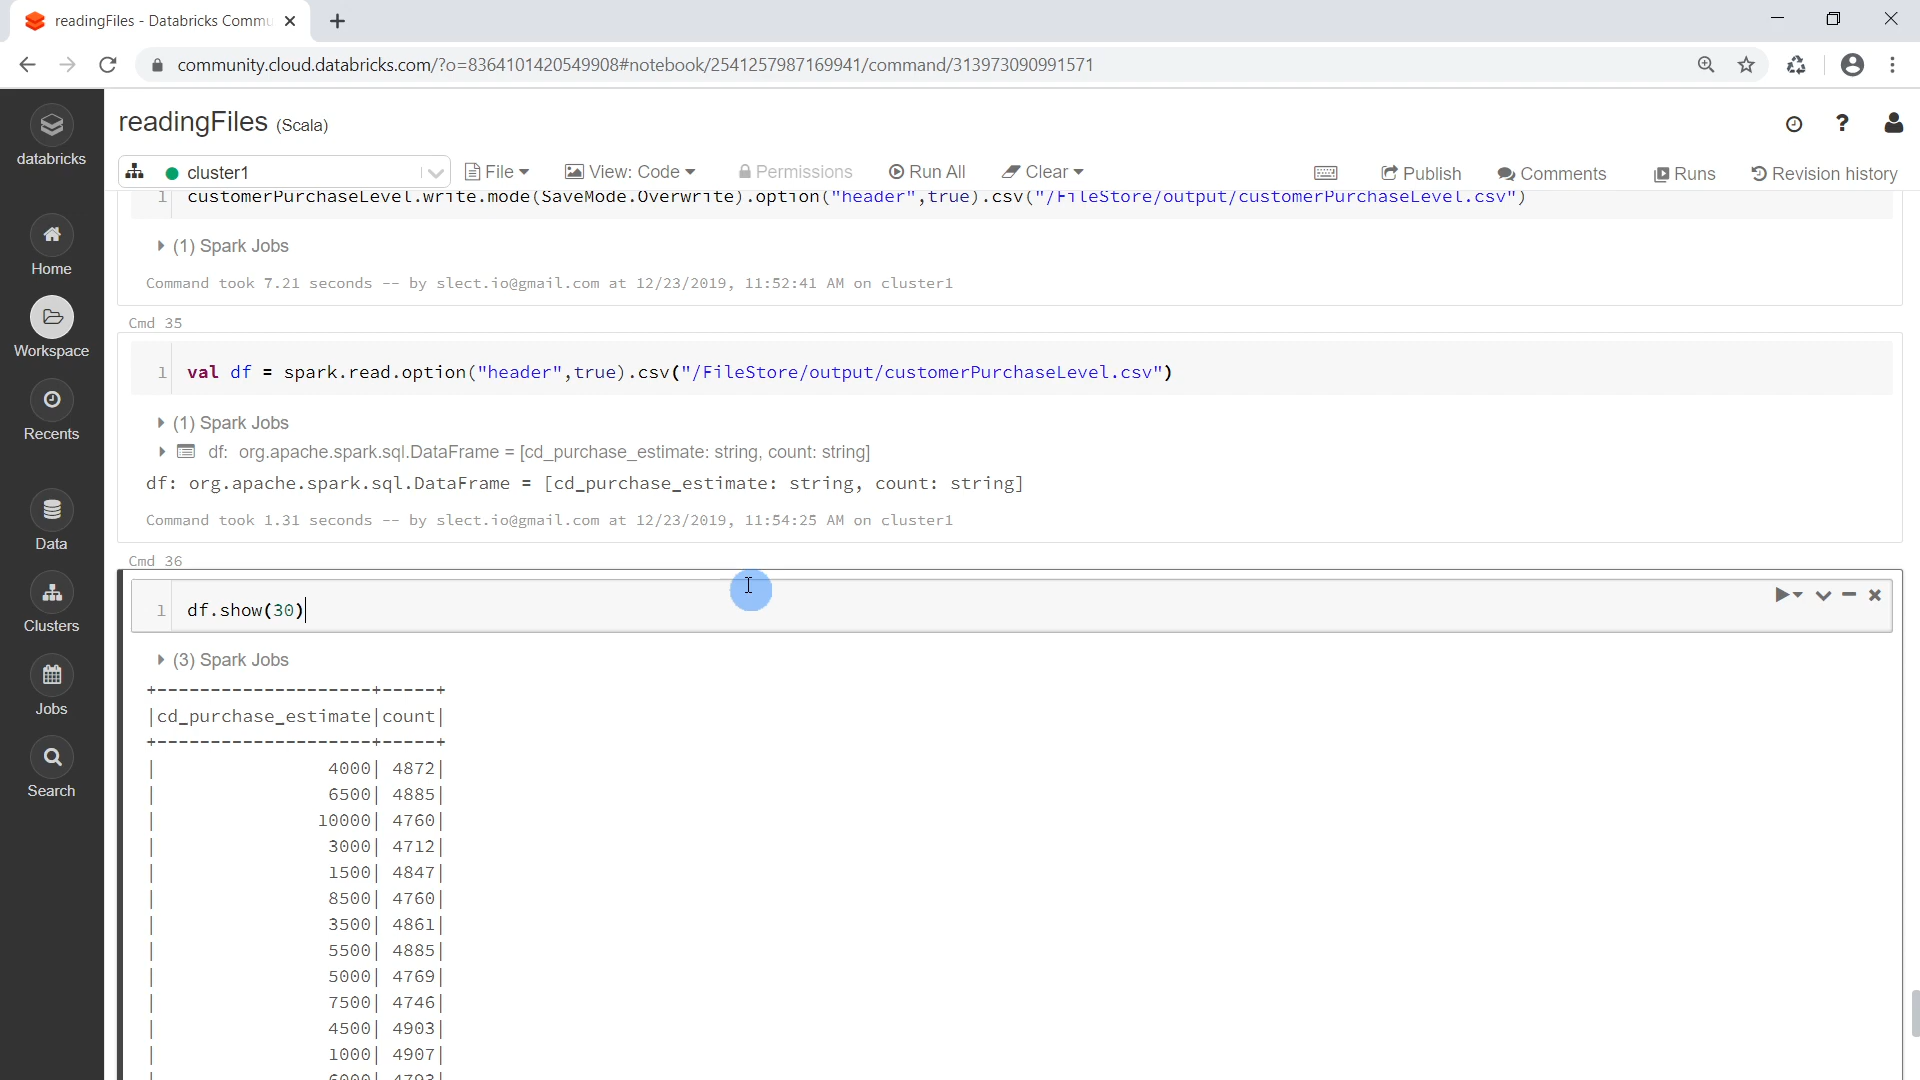 readingFiles - Databricks Commu
community.cloud.databricks.com/?o=8364101420549908#notebook/2541257987169941/command/313973090991571
databricks
Home
Workspace
Recents
Data
Clusters
Jobs
Search
readingFiles (Scala)
cluster1 File View: Code Permissions Run All Clear Publish Comments Runs Revision history
1 customerPurchaseLevel.write.mode(SaveMode.Overwrite).option("header",true).csv("/FileStore/output/customerPurchaseLevel.csv")
(1) Spark Jobs
Command took 7.21 seconds -- by slect.io@gmail.com at 12/23/2019, 11:52:41 AM on cluster1
Cmd 35
1 val df = spark.read.option("header",true).csv("/FileStore/output/customerPurchaseLevel.csv")
(1) Spark Jobs
df: org.apache.spark.sql.DataFrame = [cd_purchase_estimate: string, count: string]
df: org.apache.spark.sql.DataFrame = [cd_purchase_estimate: string, count: string]
Command took 1.31 seconds -- by slect.io@gmail.com at 12/23/2019, 11:54:25 AM on cluster1
Cmd 36
1 df.show(30)
(3) Spark Jobs
+--------------------+-----+
|cd_purchase_estimate|count|
+--------------------+-----+
| 4000| 4872|
| 6500| 4885|
| 10000| 4760|
| 3000| 4712|
| 1500| 4847|
| 8500| 4760|
| 3500| 4861|
| 5500| 4885|
| 5000| 4769|
| 7500| 4746|
| 4500| 4903|
| 1000| 4907|
| 6000| 4793|